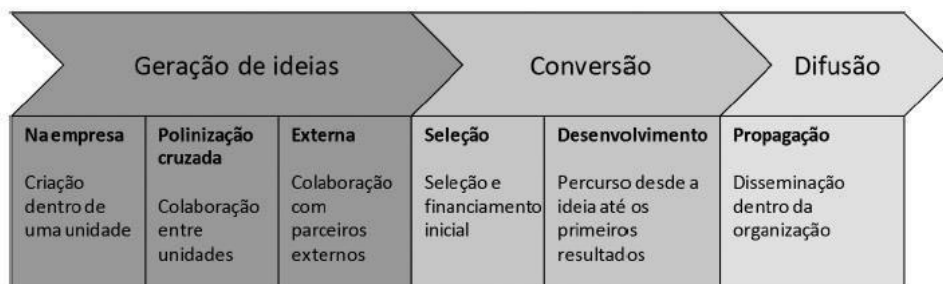 Geração de ideias
Conversão
Difusão
Na empresa
Criação
dentro de
uma unidade
Polinização
cruzada
Colaboração
entre
unidades
Externa
Colaboração
com
parceiros
externos
Seleção
Seleção e
financiamento
inicial
Desenvolvimento
Percurso desde a
ideia até os
primeiros
resultados
Propagação
Disseminação
dentro da
organização